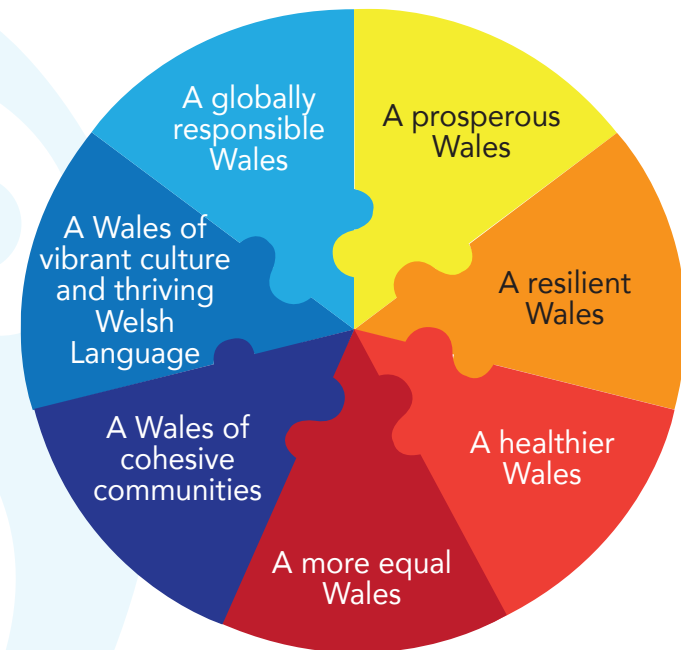 A prosperous
Wales
A resilient
Wales
A healthier
Wales
A more equal
Wales
A Wales of
cohesive
communities
A Wales of
vibrant culture
and thriving
Welsh
Language
A globally
responsible
Wales